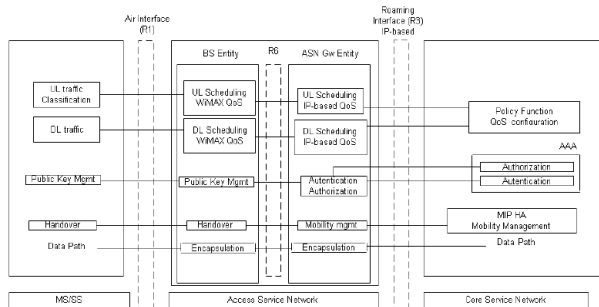 Air Interface
(R1)
Roaming
Interface (R3)
IP-based
BS Entity
R6
ASN Gw Entity
UL traffic
Classification
UL Scheduling
WiMAX QoS
UL Scheduling
IP-based QoS
Policy Function
QoS configuration
DL traffic
DL Scheduling
WiMAX QoS
DL Scheduling
IP-based QoS
AAA
Authorization
Autentication
Public Key Mgmt
Public Key Mgmt
Autentication
Authorization
MIP HA
Mobility Management
Handover
Handover
Mobility mgmt
Data Path
Encapsulation
Encapsulation
Data Path
MS/SS
Access Service Network
Core Service Network